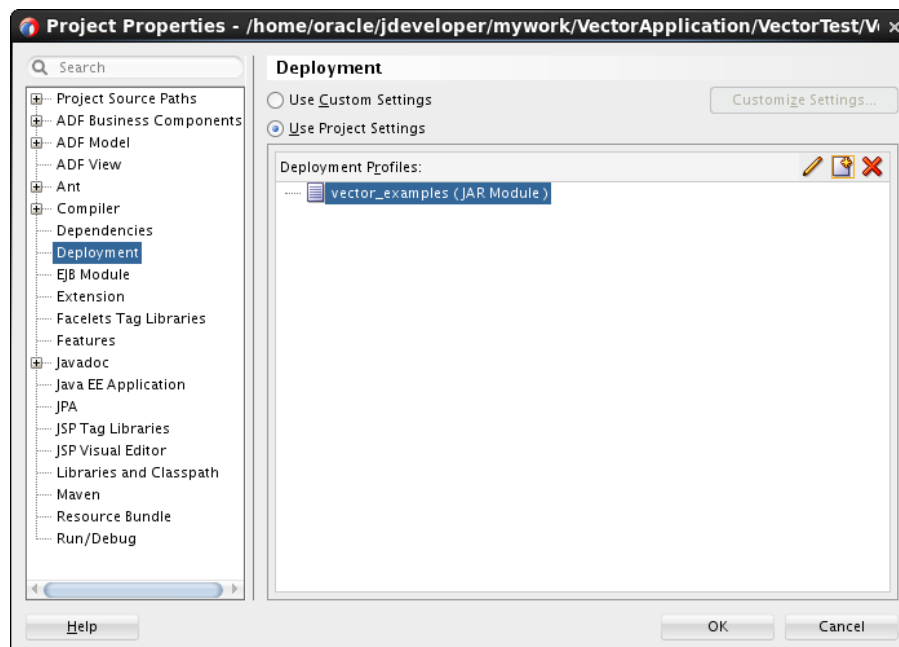 Project Properties - /home/oracle/jdeveloper/mywork/VectorApplication/VectorTest/V
Search
Project Source Paths
ADF Business Components
ADF Model
ADF View
Ant
Compiler
Dependencies
Deployment
EJB Module
Extension
Facelets Tag Libraries
Features
Javadoc
Java EE Application
JPA
JSP Tag Libraries
JSP Visual Editor
Libraries and Classpath
Maven
Resource Bundle
Run/Debug
Deployment
Use Custom Settings
Customize Settings...
Use Project Settings
Deployment Profiles:
vector_examples (JAR Module)
Help
OK
Cancel